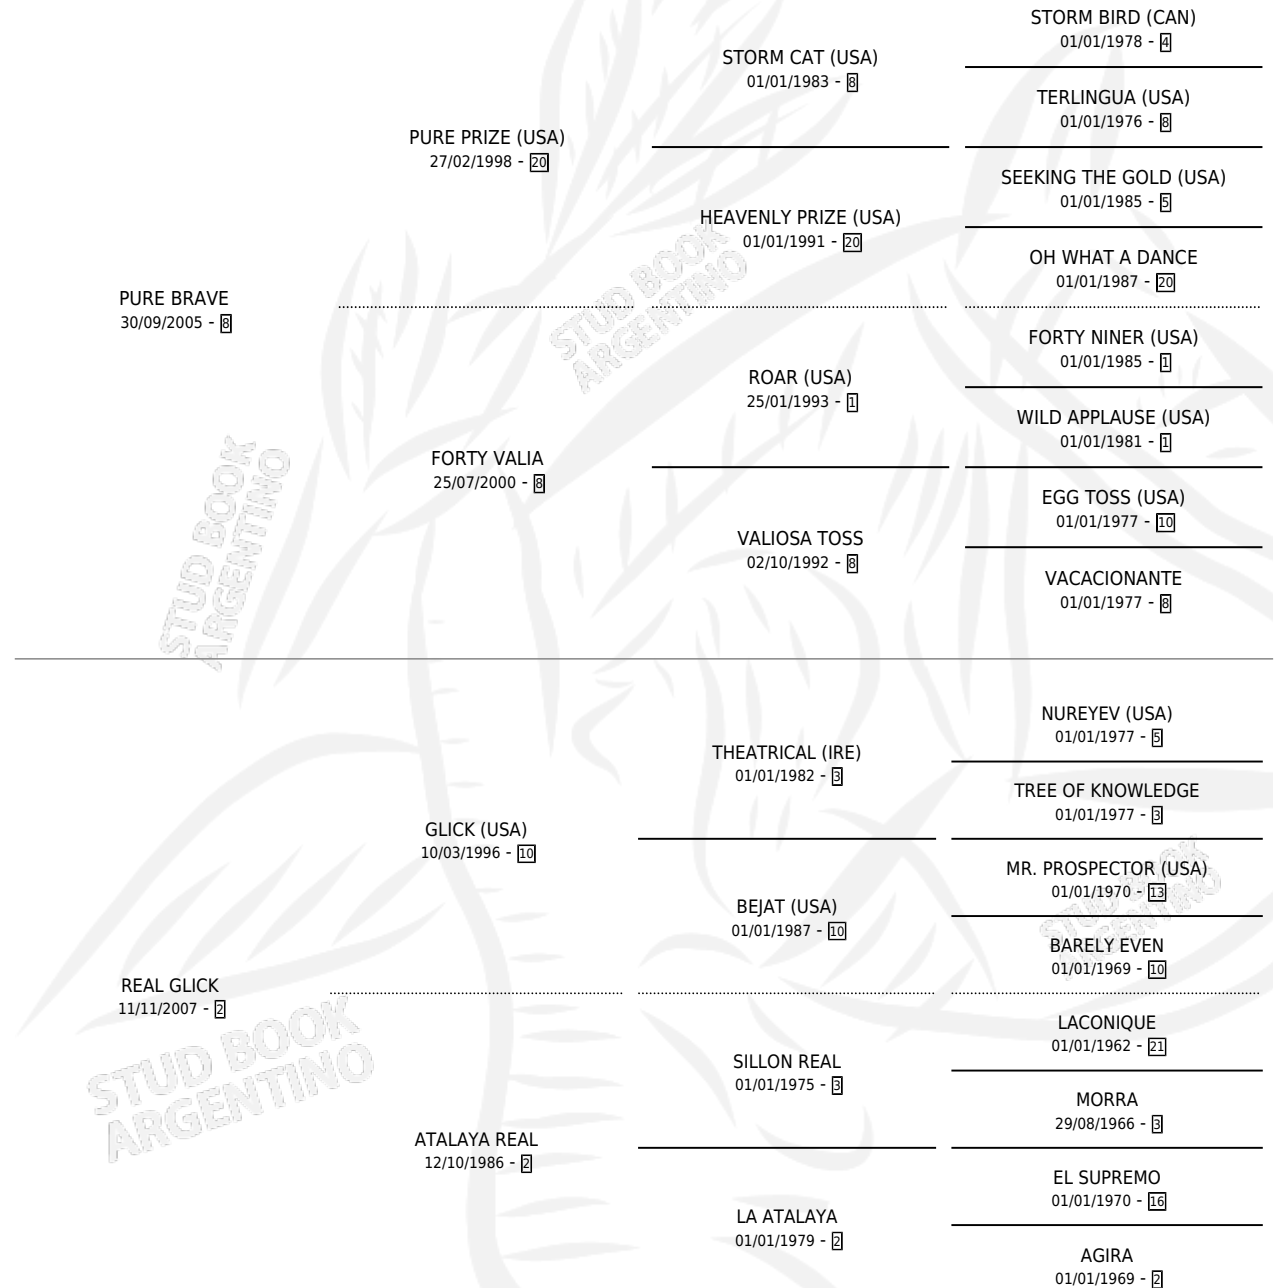 STORM BIRD (CAN)
01/01/1978 - 4
STORM CAT (USA)
01/01/1983 - 8
TERLINGUA (USA)
01/01/1976 - 8
PURE PRIZE (USA)
27/02/1998 - 20
SEEKING THE GOLD (USA)
01/01/1985 - 5
HEAVENLY PRIZE (USA)
01/01/1991 - 20
OH WHAT A DANCE
01/01/1987 - 20
PURE BRAVE
30/09/2005 - 8
FORTY NINER (USA)
01/01/1985 - 1
ROAR (USA)
25/01/1993 - 1
WILD APPLAUSE (USA)
01/01/1981 - 1
FORTY VALIA
25/07/2000 - 8
EGG TOSS (USA)
01/01/1977 - 10
VALIOSA TOSS
02/10/1992 - 8
VACACIONANTE
01/01/1977 - 8
NUREYEV (USA)
01/01/1977 - 5
THEATRICAL (IRE)
01/01/1982 - 3
TREE OF KNOWLEDGE
01/01/1977 - 3
GLICK (USA)
10/03/1996 - 10
MR. PROSPECTOR (USA)
01/01/1970 - 13
BEJAT (USA)
01/01/1987 - 10
BARELY EVEN
01/01/1969 - 10
REAL GLICK
11/11/2007 - 2
LACONIQUE
01/01/1962 - 21
SILLON REAL
01/01/1975 - 3
MORRA
29/08/1966 - 3
ATALAYA REAL
12/10/1986 - 2
EL SUPREMO
01/01/1970 - 16
LA ATALAYA
01/01/1979 - 2
AGIRA
01/01/1969 - 2
STUD BOOK
ARGENTINO
STUD BOOK
ARGENTINO
STUD BOOK
ARGENTINO
STUD BOOK
ARGENTINO